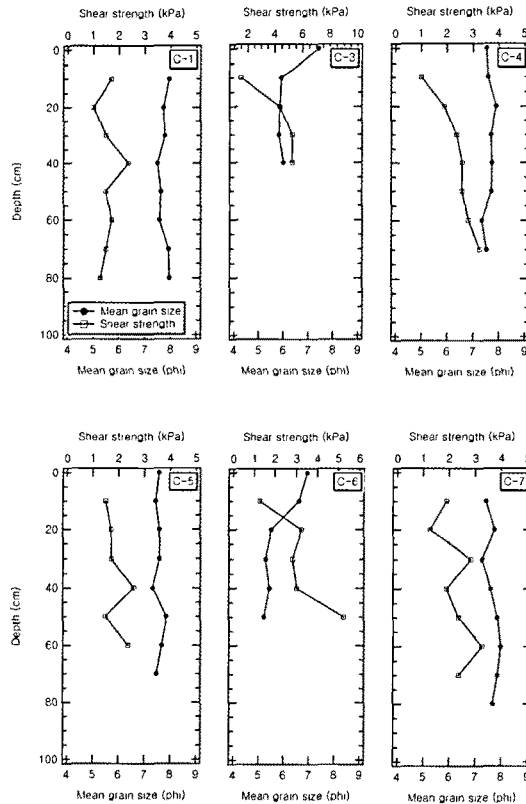 Shear strength (kPa) Shear strength (kPa) Shear strength (kPa)
0 1 2 3 4 5 0 2 4 6 8 10 0 1 2 3 4 5
0 C-1 C-3 C-4
20
40
Depth (cm)
60
80
Mean grain size
Shear strength
100
4 5 6 7 8 9 4 5 6 7 8 9 4 5 6 7 8 9
Mean grain size (phi) Mean grain size (phi) Mean grain size (phi)
Shear strength (kPa) Shear strength (kPa) Shear strength (kPa)
0 1 2 3 4 5 0 1 2 3 4 5 6 0 1 2 3 4 5
0 C-5 C-6 C-7
20
40
Depth (cm)
60
80
100
4 5 6 7 8 9 4 5 6 7 8 9 4 5 6 7 8 9
Mean grain size (phi) Mean grain size (phi) Mean grain size (phi)